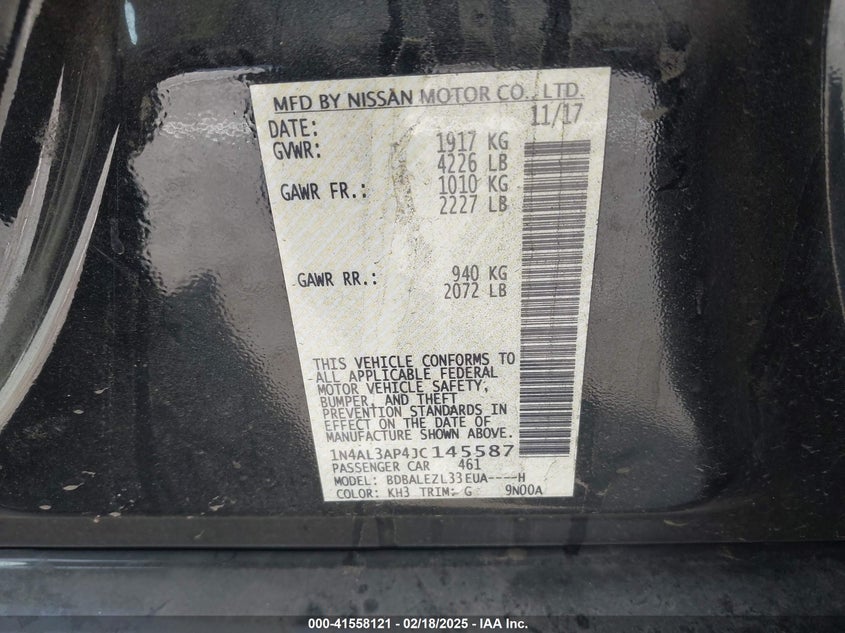 MFD BY NISSAN MOTOR CO., LTD.
DATE: 11/17
GVWR: 1917 KG
4226 LB
GAWR FR.: 1010 KG
2227 LB
GAWR RR.: 940 KG
2072 LB
THIS VEHICLE CONFORMS TO
ALL APPLICABLE FEDERAL
MOTOR VEHICLE SAFETY,
BUMPER, AND THEFT
PREVENTION STANDARDS IN
EFFECT ON THE DATE OF
MANUFACTURE SHOWN ABOVE.
1N4AL3AP4JC145587
PASSENGER CAR 461
MODEL: BDBALEZL33EUA----H
COLOR: KH3 TRIM: G 9N00A
000-41558121 - 02/18/2025 - IAA Inc.